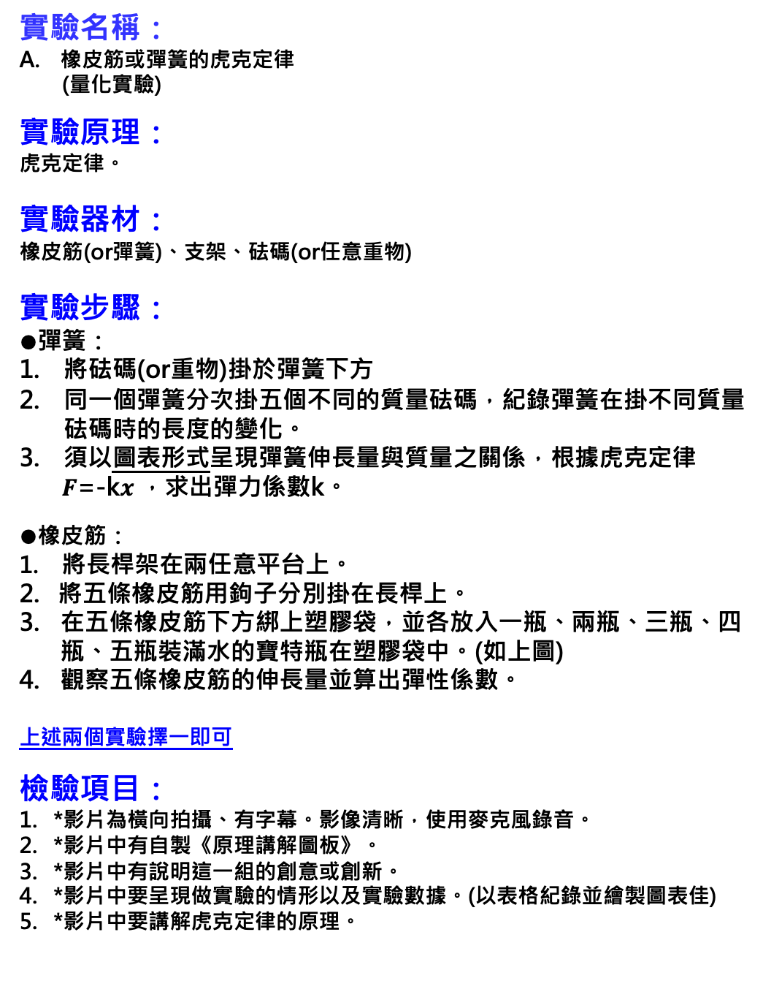 實驗名稱：
A. 橡皮筋或彈簧的虎克定律
(量化實驗)
實驗原理：
虎克定律。
實驗器材：
橡皮筋(or彈簧)、支架、砝碼(or任意重物)
實驗步驟：
●彈簧：
1. 將砝碼(or重物)掛於彈簧下方
2. 同一個彈簧分次掛五個不同的質量砝碼，紀錄彈簧在掛不同質量
砝碼時的長度的變化。
3. 須以圖表形式呈現彈簧伸長量與質量之關係，根據虎克定律
F=-kx ，求出彈力係數k。
●橡皮筋：
1. 將長桿架在兩任意平台上。
2. 將五條橡皮筋用鉤子分別掛在長桿上。
3. 在五條橡皮筋下方綁上塑膠袋，並各放入一瓶、兩瓶、三瓶、四
瓶、五瓶裝滿水的寶特瓶在塑膠袋中。(如上圖)
4. 觀察五條橡皮筋的伸長量並算出彈性係數。
上述兩個實驗擇一即可
檢驗項目：
1. *影片為橫向拍攝、有字幕。影像清晰，使用麥克風錄音。
2. *影片中有自製《原理講解圖板》。
3. *影片中有說明這一組的創意或創新。
4. *影片中要呈現做實驗的情形以及實驗數據。(以表格紀錄並繪製圖表佳)
5. *影片中要講解虎克定律的原理。